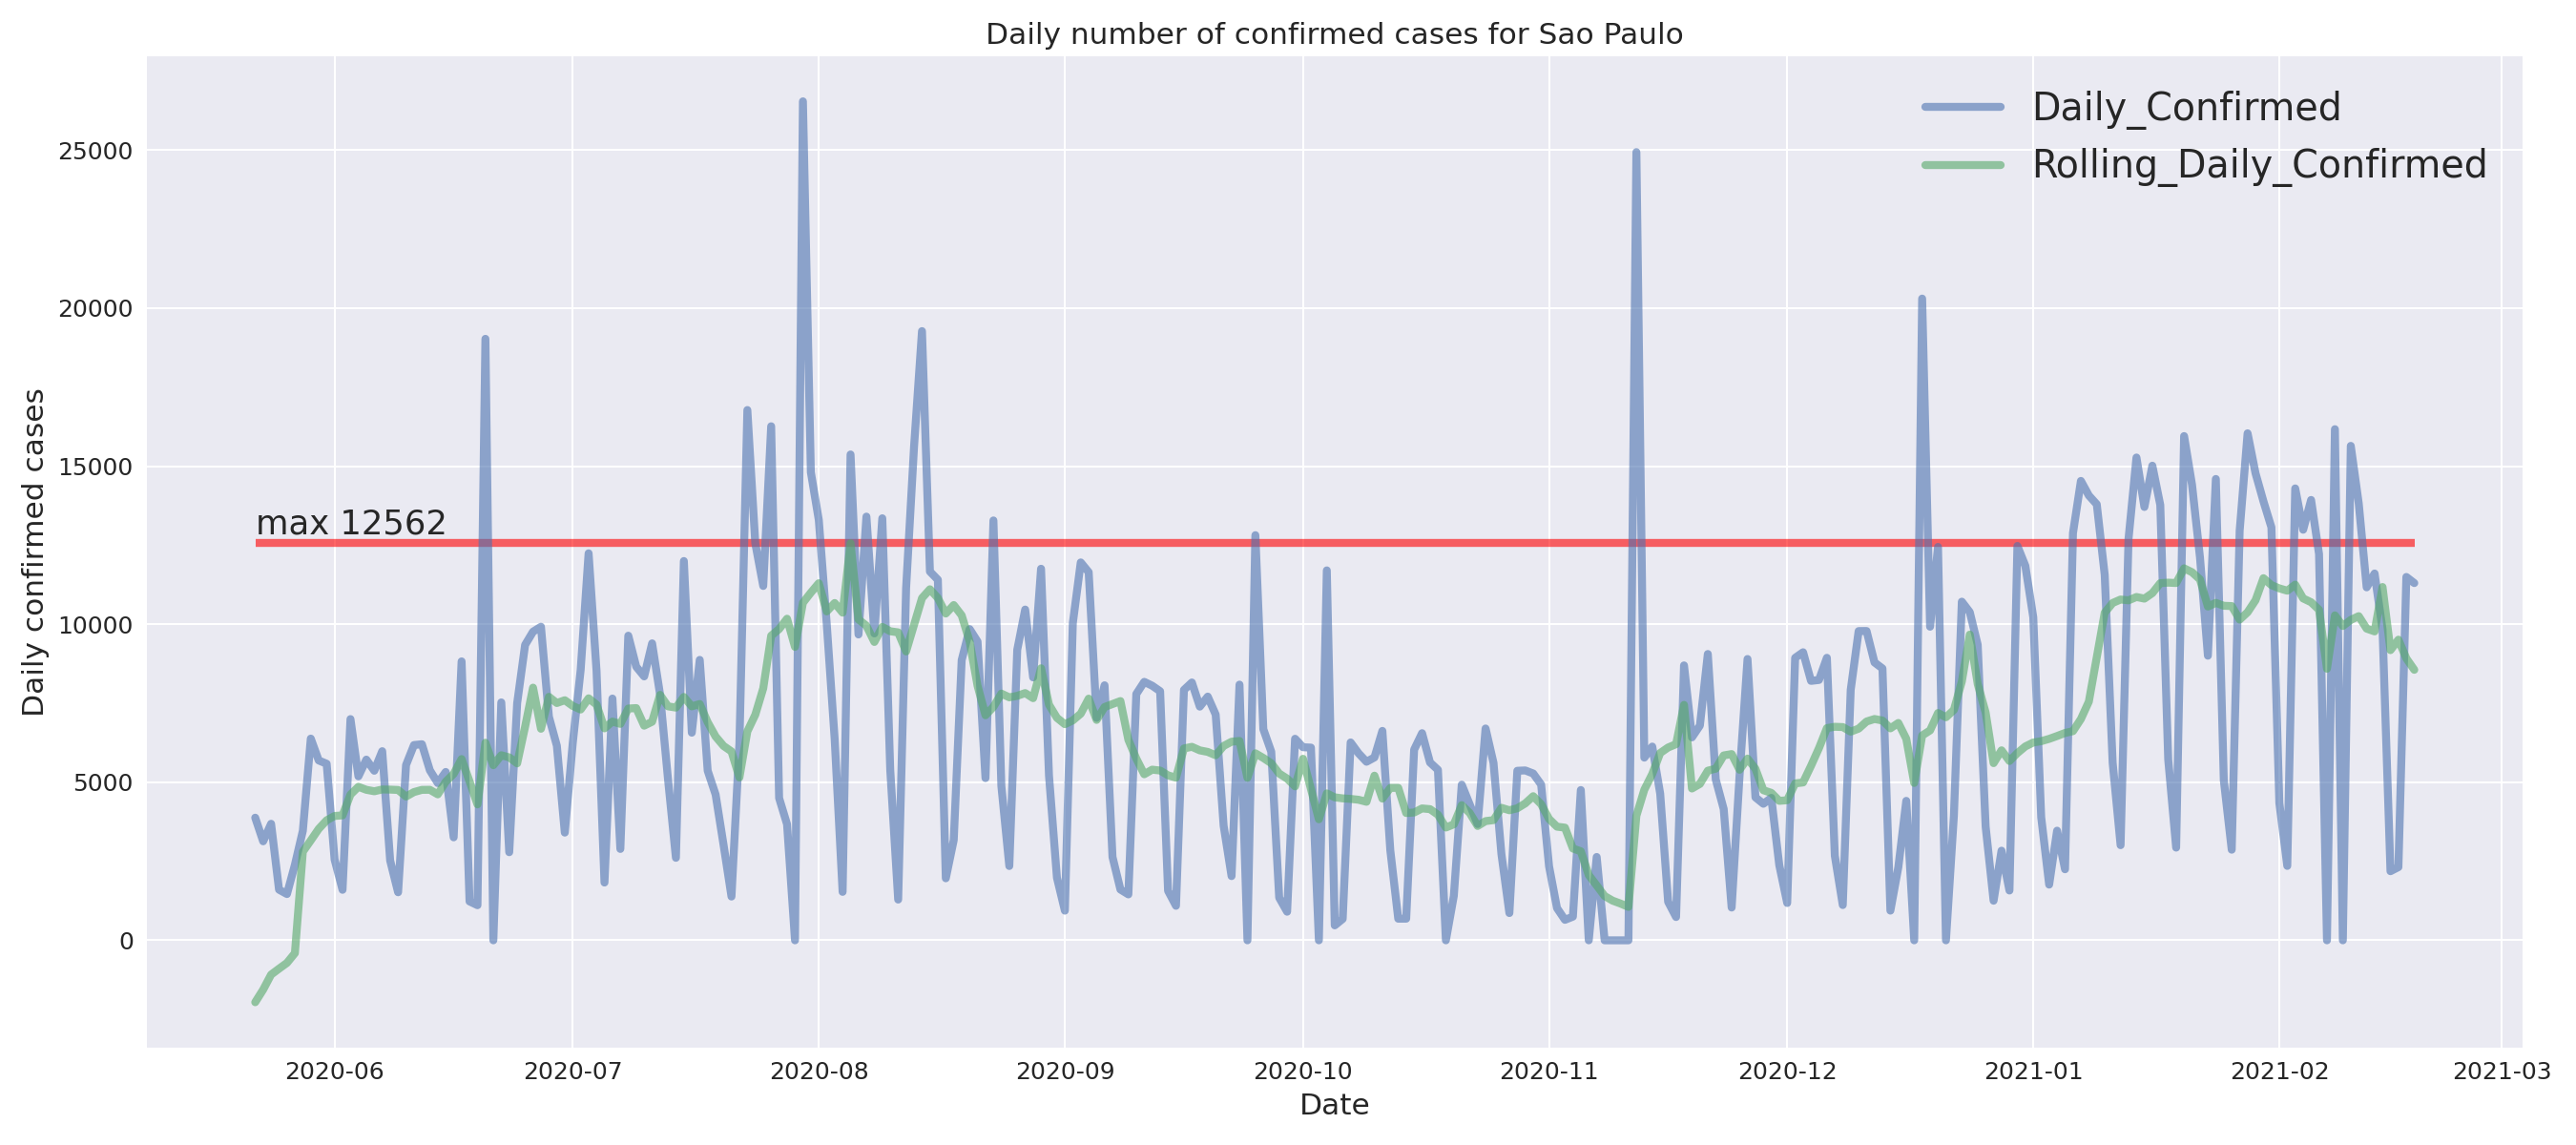 Daily number of confirmed cases for Sao Paulo
Daily_Confirmed
Rolling_Daily_Confirmed
Daily confirmed cases
25000
20000
15000
10000
5000
0
max 12562
2020-06
2020-07
2020-08
2020-09
2020-10
2020-11
2020-12
2021-01
2021-02
2021-03
Date